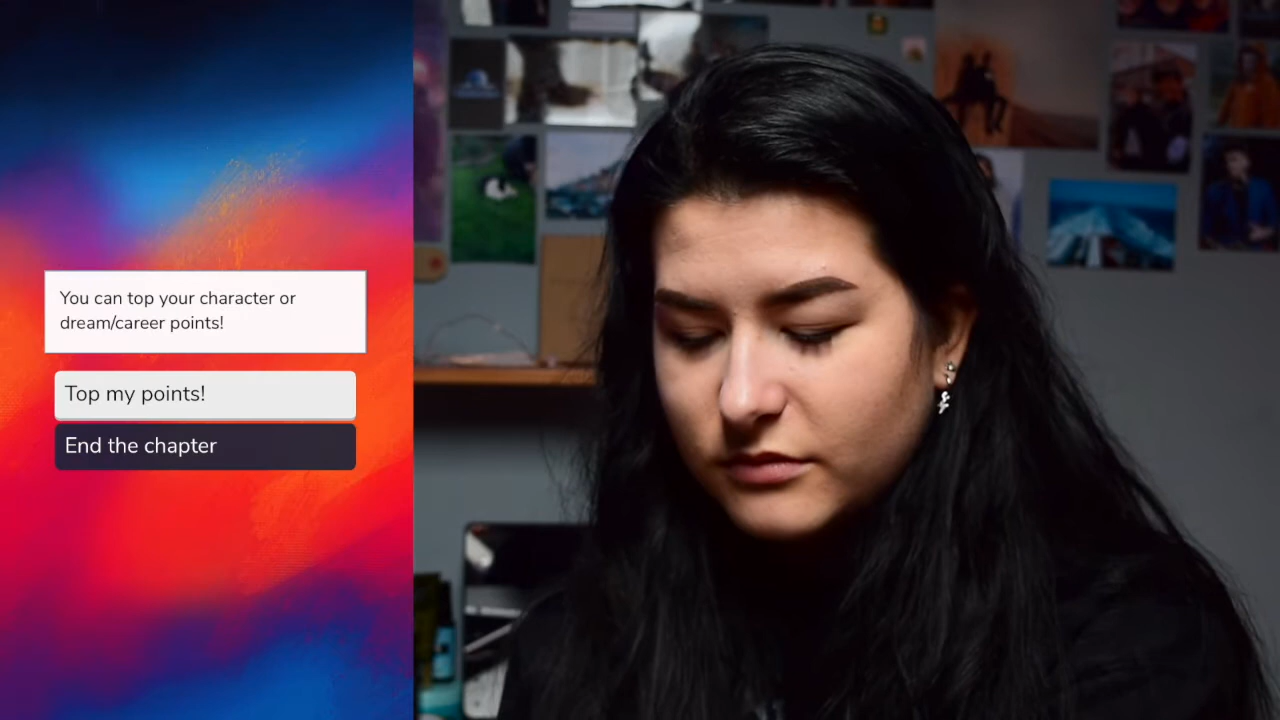 You can top your character or
dream/career points!
Top my points!
End the chapter